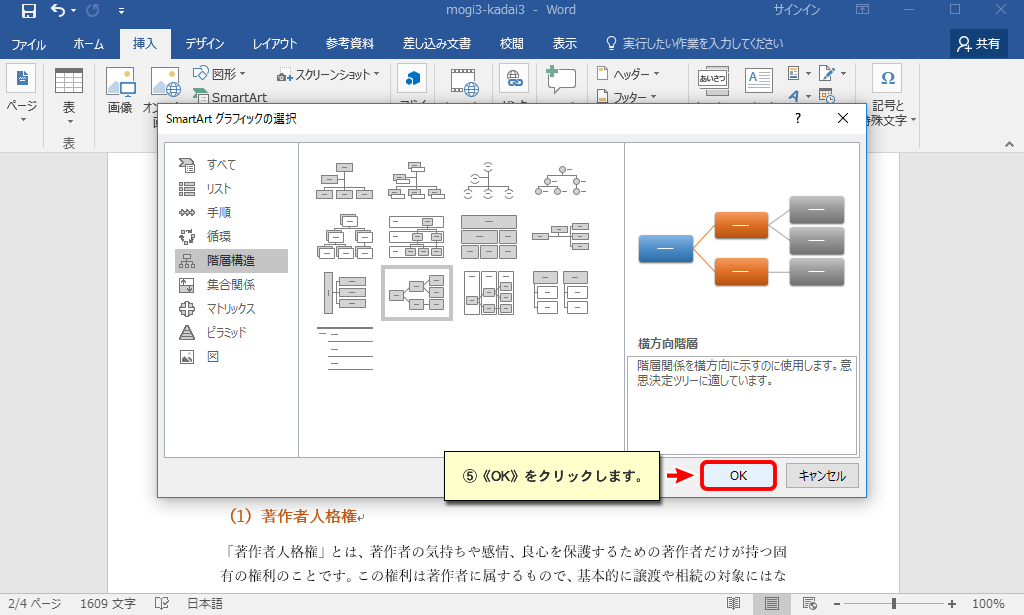 mogi3-kadai3 - Word
サインイン
ファイル ホーム 挿入 デザイン レイアウト 参考資料 差し込み文書 校閲 表示 実行したい作業を入力してください 共有
図形 スクリーンショット ヘッダー あいさつ
ページ 表 画像 SmartArt フッター 記号と
特殊文字
表
SmartArt グラフィックの選択
?
すべて
リスト
手順
循環
階層構造
集合関係
マトリックス
ピラミッド
図
横方向階層
階層関係を横方向に示すのに使用します。意
思決定ツリーに適しています。
⑤《OK》をクリックします。
OK キャンセル
（1）著作者人格権
「著作者人格権」とは、著作者の気持ちや感情、良心を保護するための著作者だけが持つ固
有の権利のことです。この権利は著作者に属するもので、基本的に譲渡や相続の対象にはな
2/4 ページ 1609 文字 日本語 100%